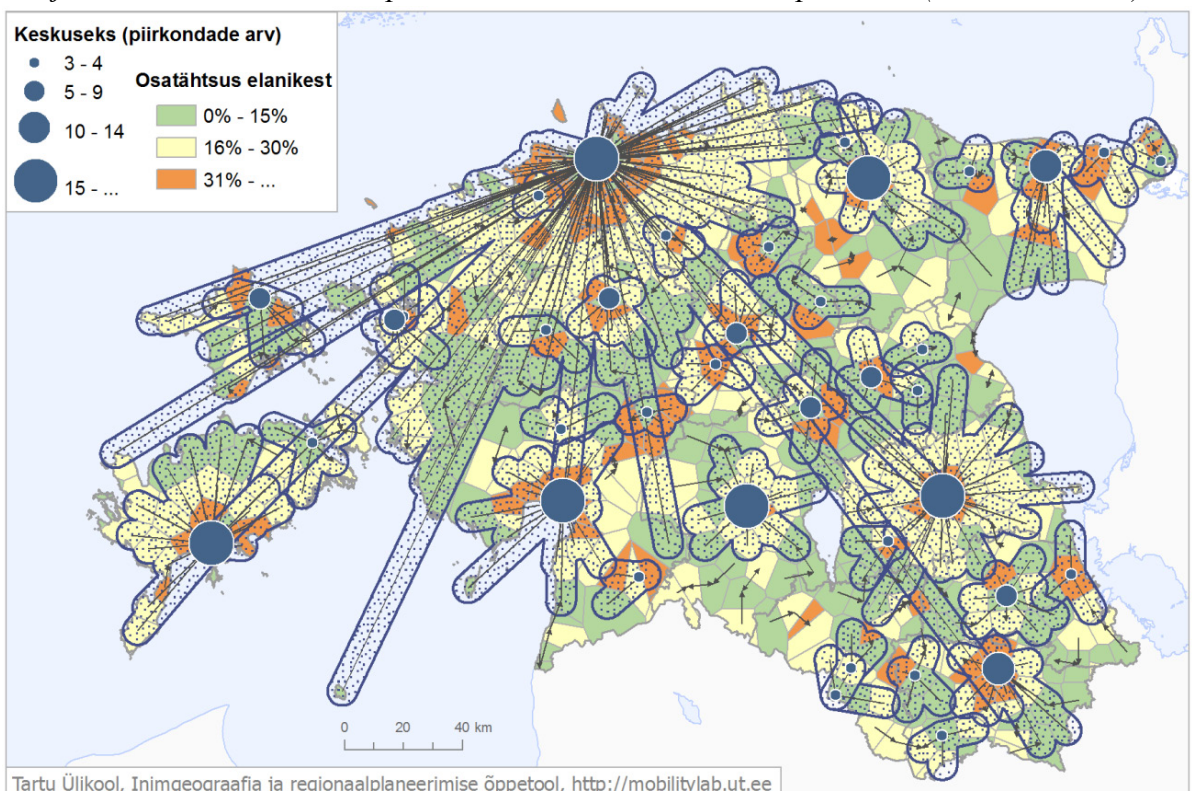 Keskuseks (piirkondade arv)
3 - 4
5 - 9
10 - 14
15 - ...
Osatähtsus elanikest
0% - 15%
16% - 30%
31% - ...
0 20 40 km
Tartu Ülikool, Inimgeograafia ja regionaalplaneerimise õppetool, http://mobilitylab.ut.ee